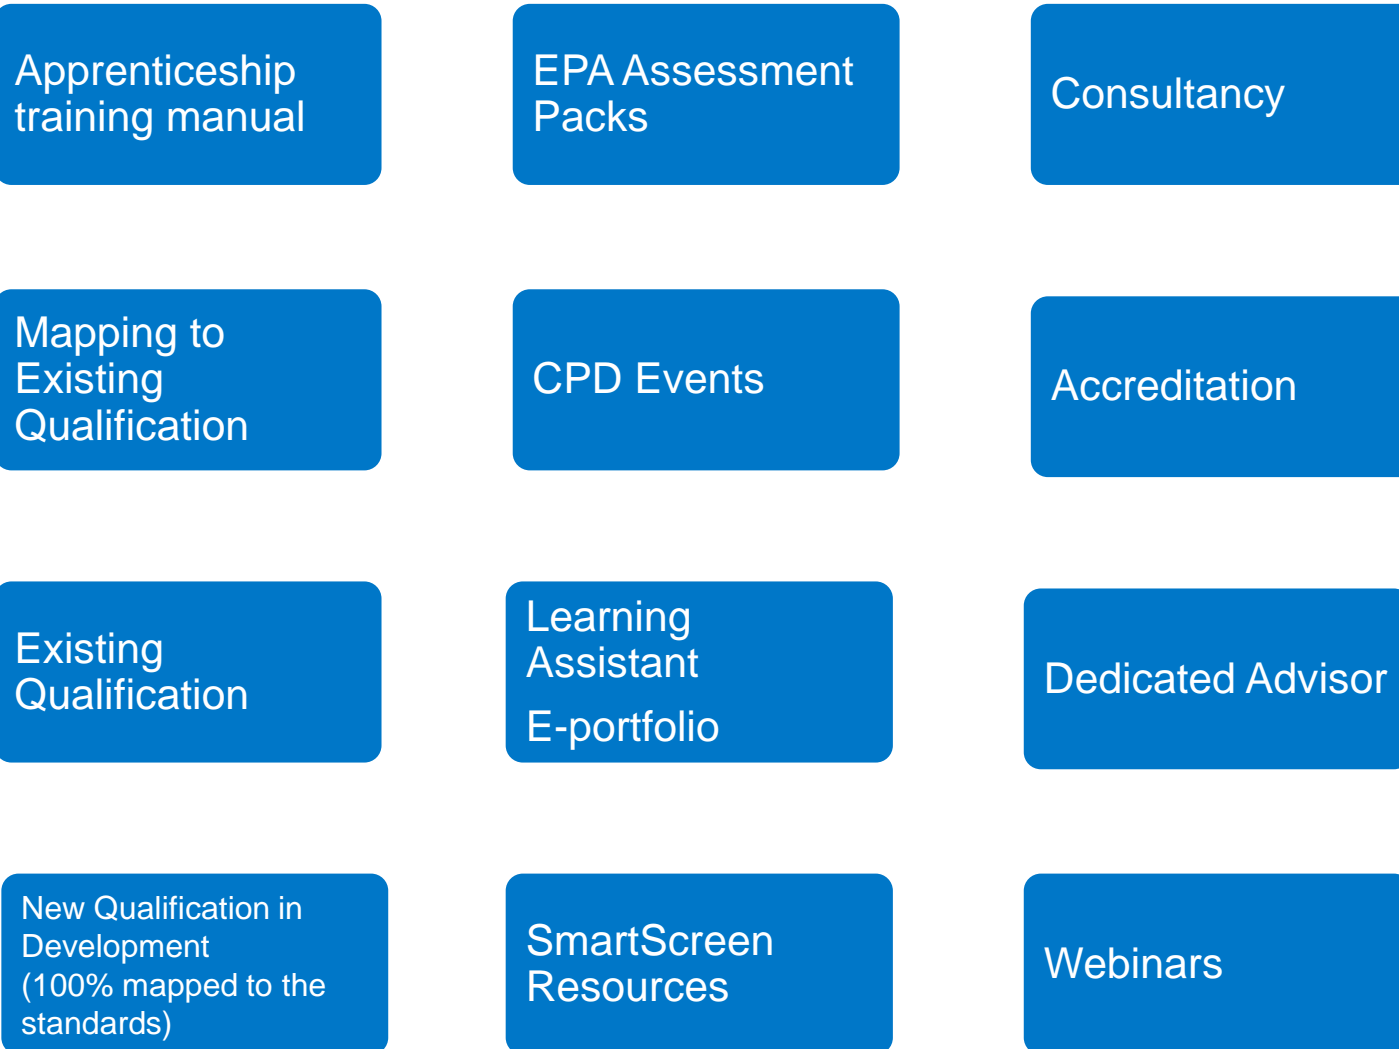 Apprenticeship
training manual
EPA Assessment
Packs
Consultancy
Mapping to
Existing
Qualification
CPD Events
Accreditation
Existing
Qualification
Learning
Assistant
E-portfolio
Dedicated Advisor
New Qualification in
Development
(100% mapped to the
standards)
SmartScreen
Resources
Webinars